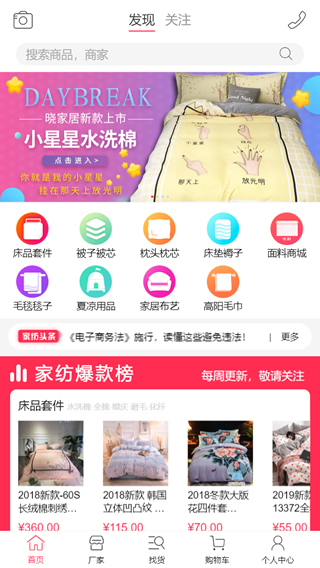 发现 关注
搜索商品，商家
DAYBREAK
晓家居新款上市
小星星水洗棉
点击进入>
你就是我的小星星
挂在那天上放光明
那天上 放光明
床品套件 被子被芯 枕头枕芯 床垫褥子 面料商城
毛毯毯子 夏凉用品 家居布艺 高阳毛巾
家纺头条 《电子商务法》施行，读懂这些避免违法！ | 更多
家纺爆款榜 每周更新，敬请关注
床品套件 水洗棉 全棉 婚庆 磨毛 化纤
2018新款-60S 2018新款 韩国 2018冬款大版 2018新
长绒棉刺绣… 立体凹凸纹 … 花四件套… 13372全
¥360.00 ¥115.00 ¥70.00 ¥55.00
首页 厂家 找货 购物车 个人中心